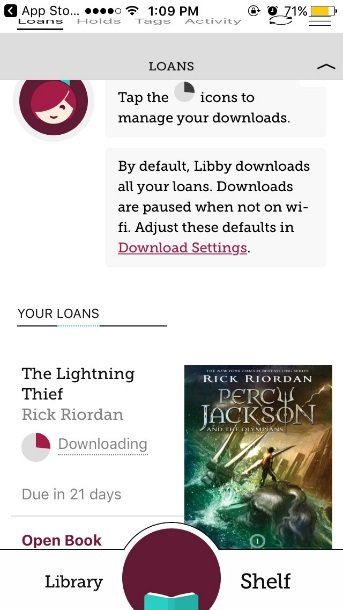 App Sto... 1:09 PM 71%
Loans Holds Tags Activity
LOANS
Tap the icons to
manage your downloads.
By default, Libby downloads
all your loans. Downloads
are paused when not on wi-
fi. Adjust these defaults in
Download Settings.
YOUR LOANS
The Lightning
Thief
Rick Riordan
Downloading
Due in 21 days
Open Book
RICK RIORDAN
PERCY
JACKSON
AND THE OLYMPIANS
1
Library
Shelf